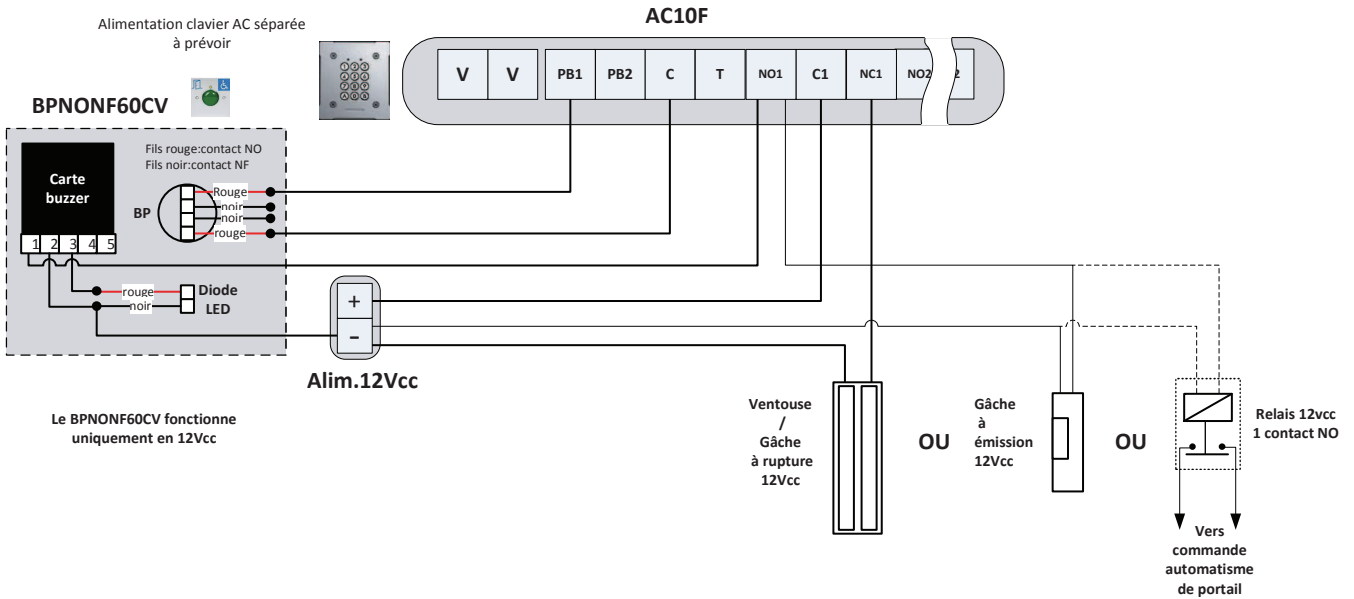 AC10F
Alimentation clavier AC séparée
à prévoir
V V PB1 PB2 C T NO1 C1 NC1 NO2 2
BPNONF60CV
Fils rouge:contact NO
Fils noir:contact NF
Carte
buzzer
BP
Rouge
noir
noir
rouge
1 2 3 4 5
rouge
noir
Diode
LED
+
-
Alim.12Vcc
Le BPNONF60CV fonctionne
uniquement en 12Vcc
Ventouse
/
Gâche
à rupture
12Vcc
OU
Gâche
à
émission
12Vcc
OU
Relais 12vcc
1 contact NO
Vers
commande
automatisme
de portail